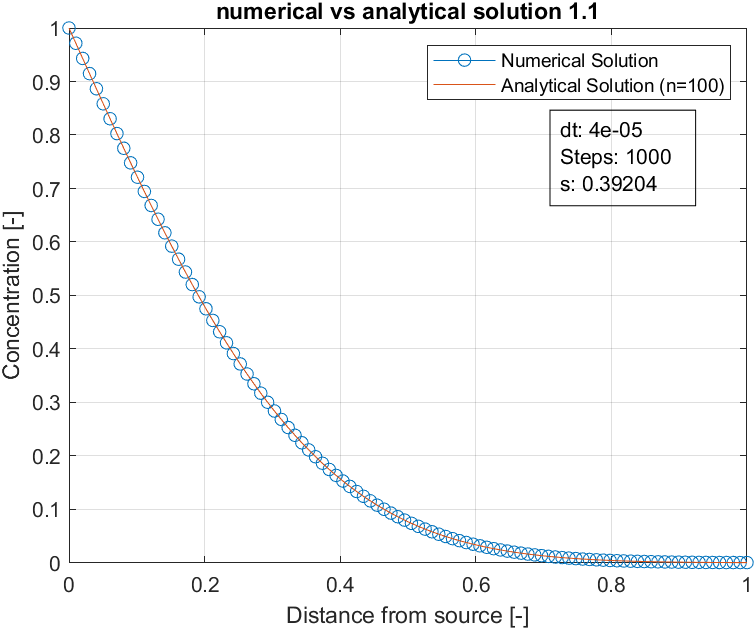 numerical vs analytical solution 1.1
Numerical Solution
Analytical Solution (n=100)
dt: 4e-05
Steps: 1000
s: 0.39204
Concentration [-]
1
0.9
0.8
0.7
0.6
0.5
0.4
0.3
0.2
0.1
0
0 0.2 0.4 0.6 0.8 1
Distance from source [-]